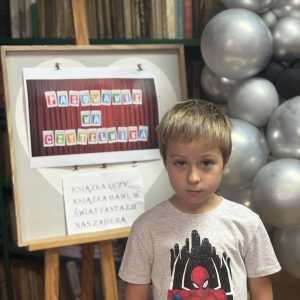 PASOWANIE
NA
CZYTELNIKA
KSIĄŻKA UCZY,
KSIĄŻKA BAWI, W
ŚWIAT FANTAZJI
NAS ZABIERA